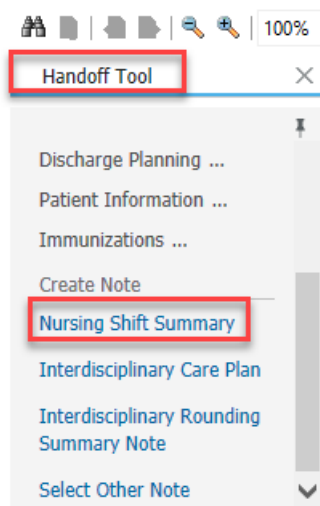 100%
Handoff Tool
Discharge Planning ...
Patient Information ...
Immunizations ...
Create Note
Nursing Shift Summary
Interdisciplinary Care Plan
Interdisciplinary Rounding
Summary Note
Select Other Note